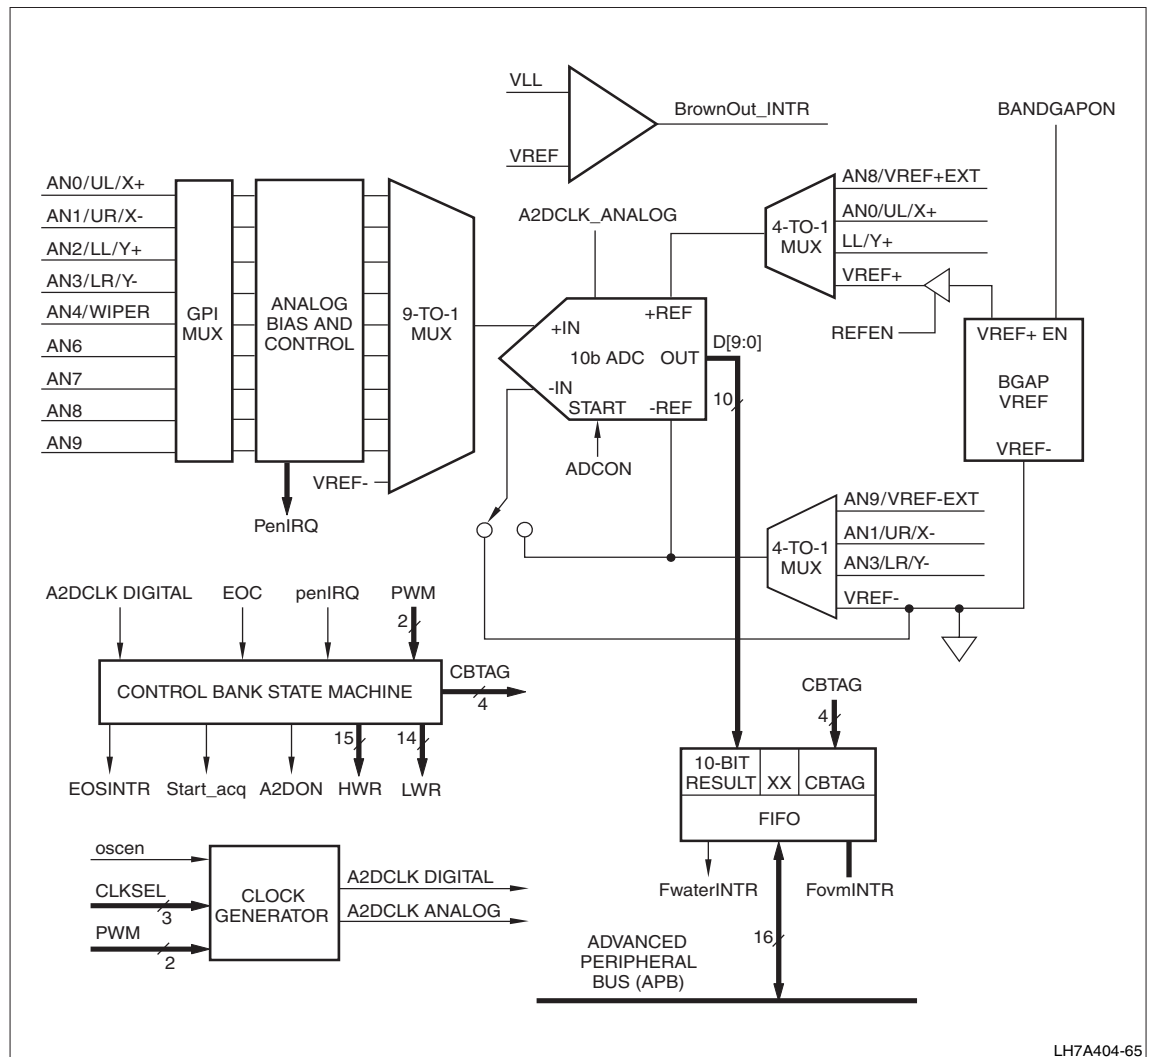 VLL
BrownOut_INTR
VREF
BANDGAPON
AN0/UL/X+
AN1/UR/X-
AN2/LL/Y+
AN3/LR/Y-
AN4/WIPER
AN6
AN7
AN8
AN9
GPI
MUX
ANALOG
BIAS AND
CONTROL
9-TO-1
MUX
VREF-
PenIRQ
A2DCLK_ANALOG
+IN
+REF
10b ADC
OUT
-IN
START
-REF
ADCON
D[9:0]
10
4-TO-1
MUX
AN8/VREF+EXT
AN0/UL/X+
LL/Y+
VREF+
REFEN
VREF+ EN
BGAP
VREF
VREF-
4-TO-1
MUX
AN9/VREF-EXT
AN1/UR/X-
AN3/LR/Y-
VREF-
A2DCLK DIGITAL
EOC
penIRQ
PWM
2
CONTROL BANK STATE MACHINE
CBTAG
4
15
14
EOSINTR
Start_acq
A2DON
HWR
LWR
CBTAG
4
10-BIT
RESULT
XX
CBTAG
FIFO
FwaterINTR
FovrnINTR
16
ADVANCED
PERIPHERAL
BUS (APB)
oscen
CLKSEL
3
PWM
2
CLOCK
GENERATOR
A2DCLK DIGITAL
A2DCLK ANALOG
LH7A404-65